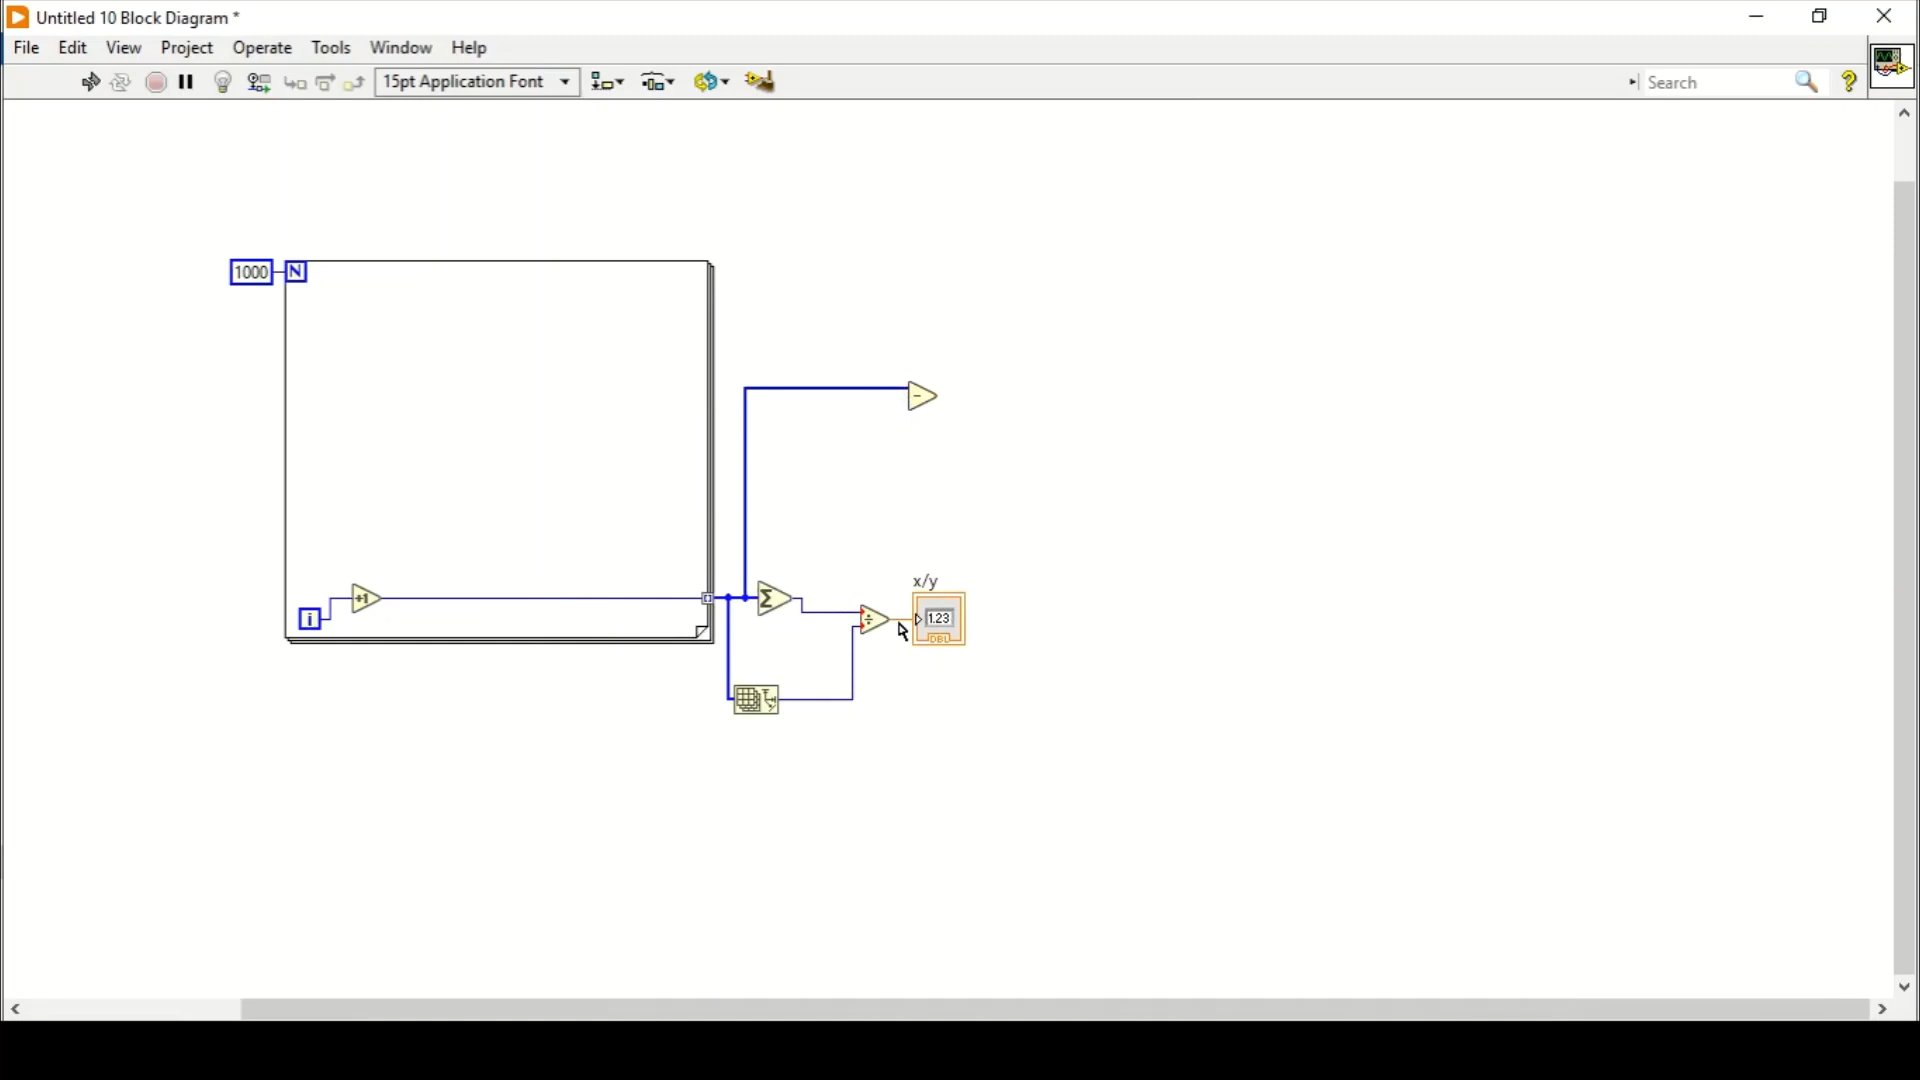 Untitled 10 Block Diagram *
File Edit View Project Operate Tools Window Help
15pt Application Font
Search
1000
N
-
+1
i
Σ
x/y
÷
1.23
DBL